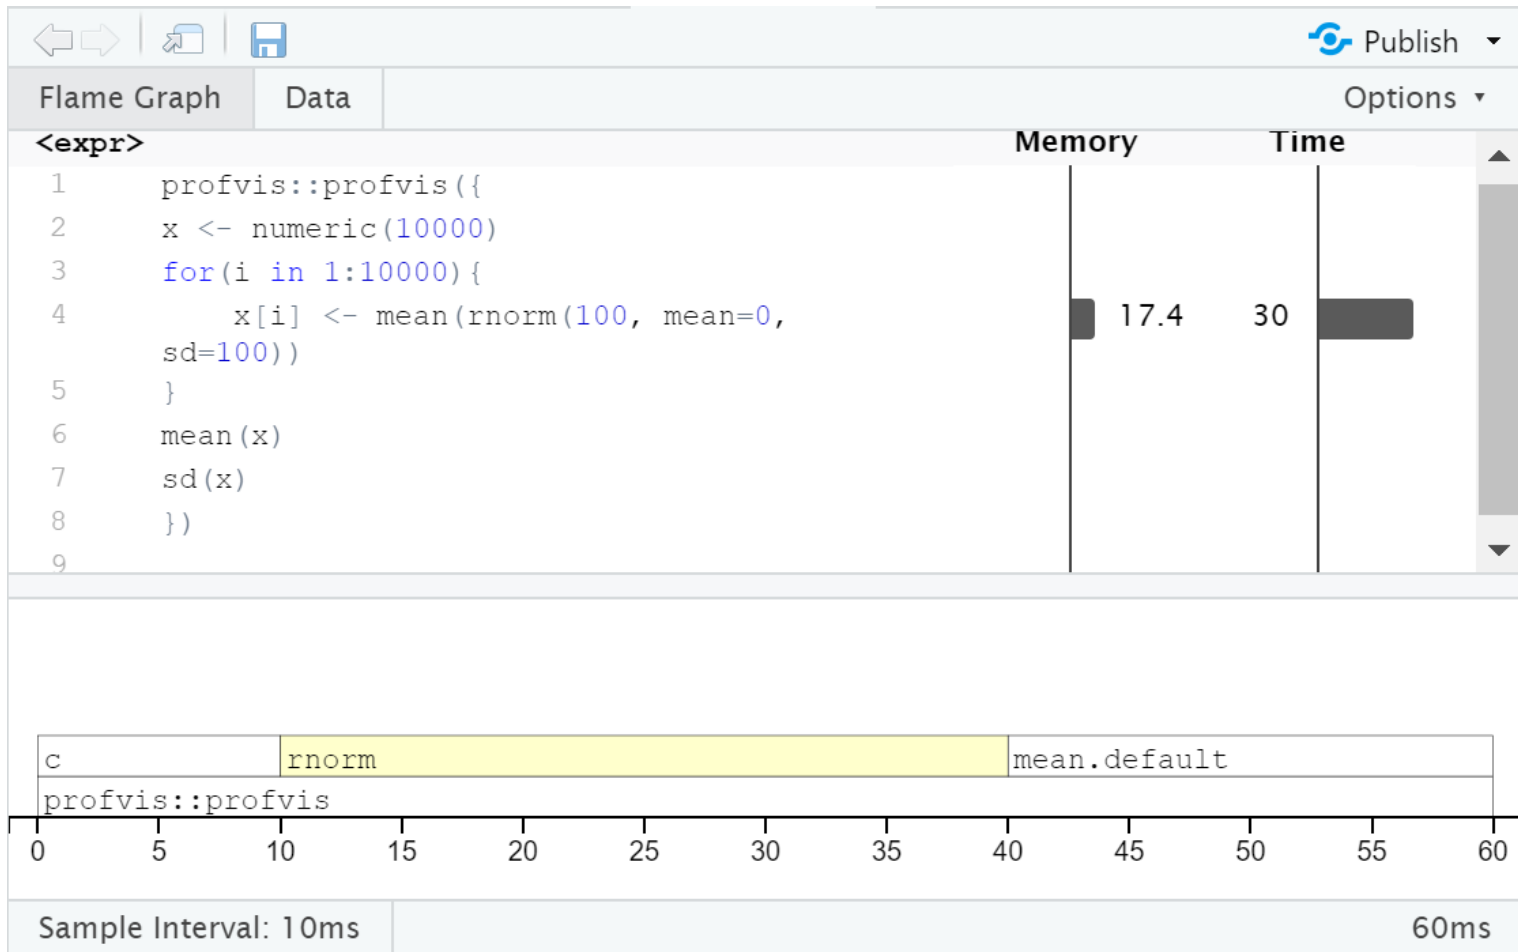 Publish
Flame Graph Data Options
<expr> Memory Time
1 profvis::profvis({
2 x <- numeric(10000)
3 for(i in 1:10000){
4 x[i] <- mean(rnorm(100, mean=0, 17.4 30
sd=100))
5 }
6 mean(x)
7 sd(x)
8 })
9
c rnorm mean.default
profvis::profvis
0 5 10 15 20 25 30 35 40 45 50 55 60
Sample Interval: 10ms 60ms